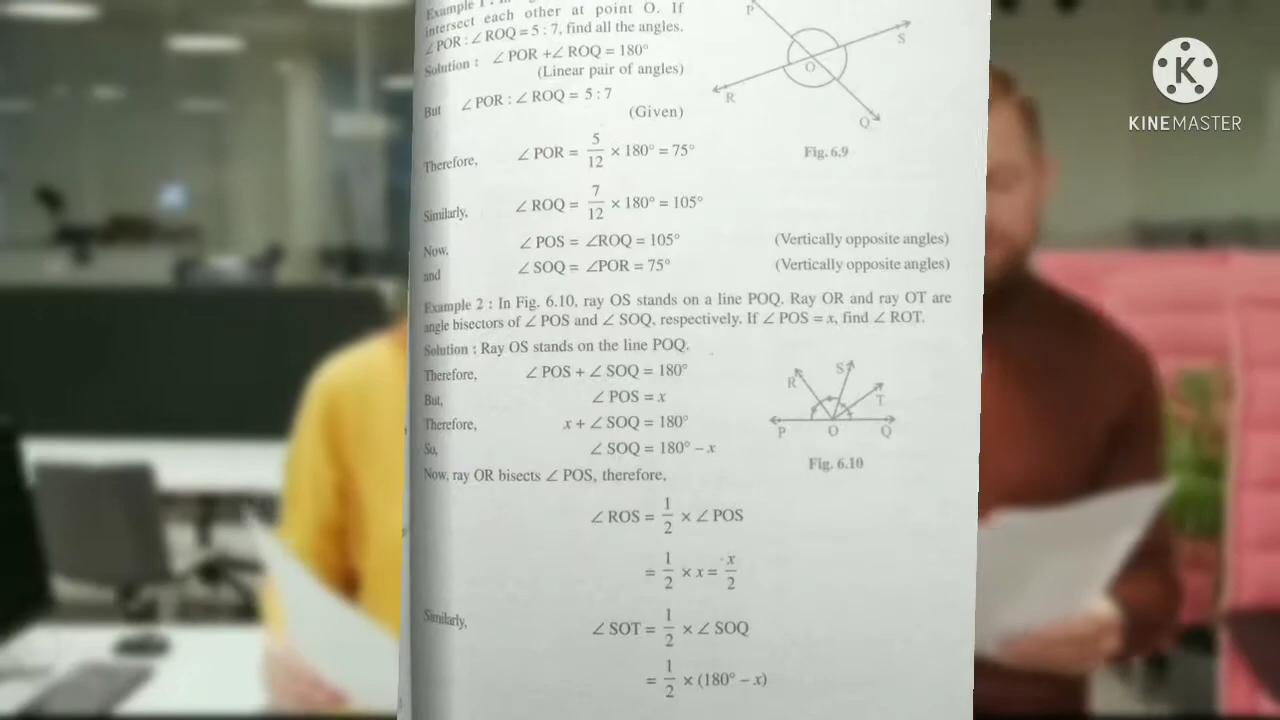 Example 1 : In
intersect each other at point O. If
∠ POR : ∠ ROQ = 5 : 7, find all the angles.
Solution : ∠ POR +∠ ROQ = 180°
(Linear pair of angles)
But ∠ POR : ∠ ROQ = 5 : 7
(Given)
Therefore, ∠ POR = 5/12 × 180° = 75°
Similarly, ∠ ROQ = 7/12 × 180° = 105°
Now, ∠ POS = ∠ROQ = 105° (Vertically opposite angles)
and ∠ SOQ = ∠POR = 75° (Vertically opposite angles)
P
S
O
R
Q
Fig. 6.9
Example 2 : In Fig. 6.10, ray OS stands on a line POQ. Ray OR and ray OT are
angle bisectors of ∠ POS and ∠ SOQ, respectively. If ∠ POS = x, find ∠ ROT.
Solution : Ray OS stands on the line POQ.
Therefore, ∠ POS + ∠ SOQ = 180°
But, ∠ POS = x
Therefore, x + ∠ SOQ = 180°
So, ∠ SOQ = 180° – x
R S T
P O Q
Fig. 6.10
Now, ray OR bisects ∠ POS, therefore,
∠ ROS = 1/2 × ∠ POS
= 1/2 × x = x/2
Similarly, ∠ SOT = 1/2 × ∠ SOQ
= 1/2 × (180° – x)
K
KINEMASTER